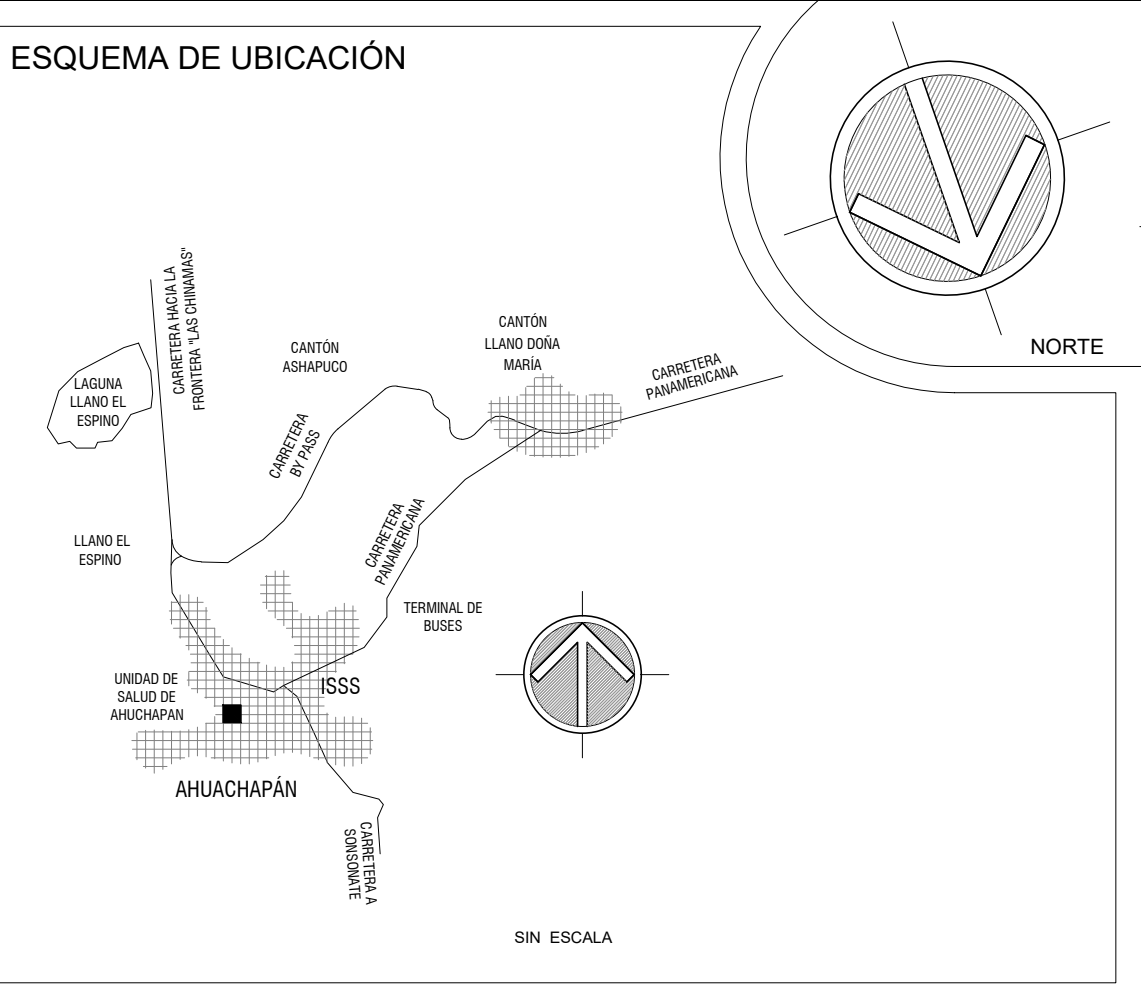 ESQUEMA DE UBICACIÓN
NORTE
CARRETERA HACIA LA
FRONTERA "LAS CHINAMAS"
LAGUNA
LLANO EL
ESPINO
CANTÓN
ASHAPUCO
CANTÓN
LLANO DOÑA
MARÍA
CARRETERA
PANAMERICANA
CARRETERA
BY PASS
CARRETERA
PANAMERICANA
LLANO EL
ESPINO
TERMINAL DE
BUSES
UNIDAD DE
SALUD DE
AHUCHAPAN
ISSS
AHUACHAPÁN
CARRETERA A
SONSONATE
SIN ESCALA